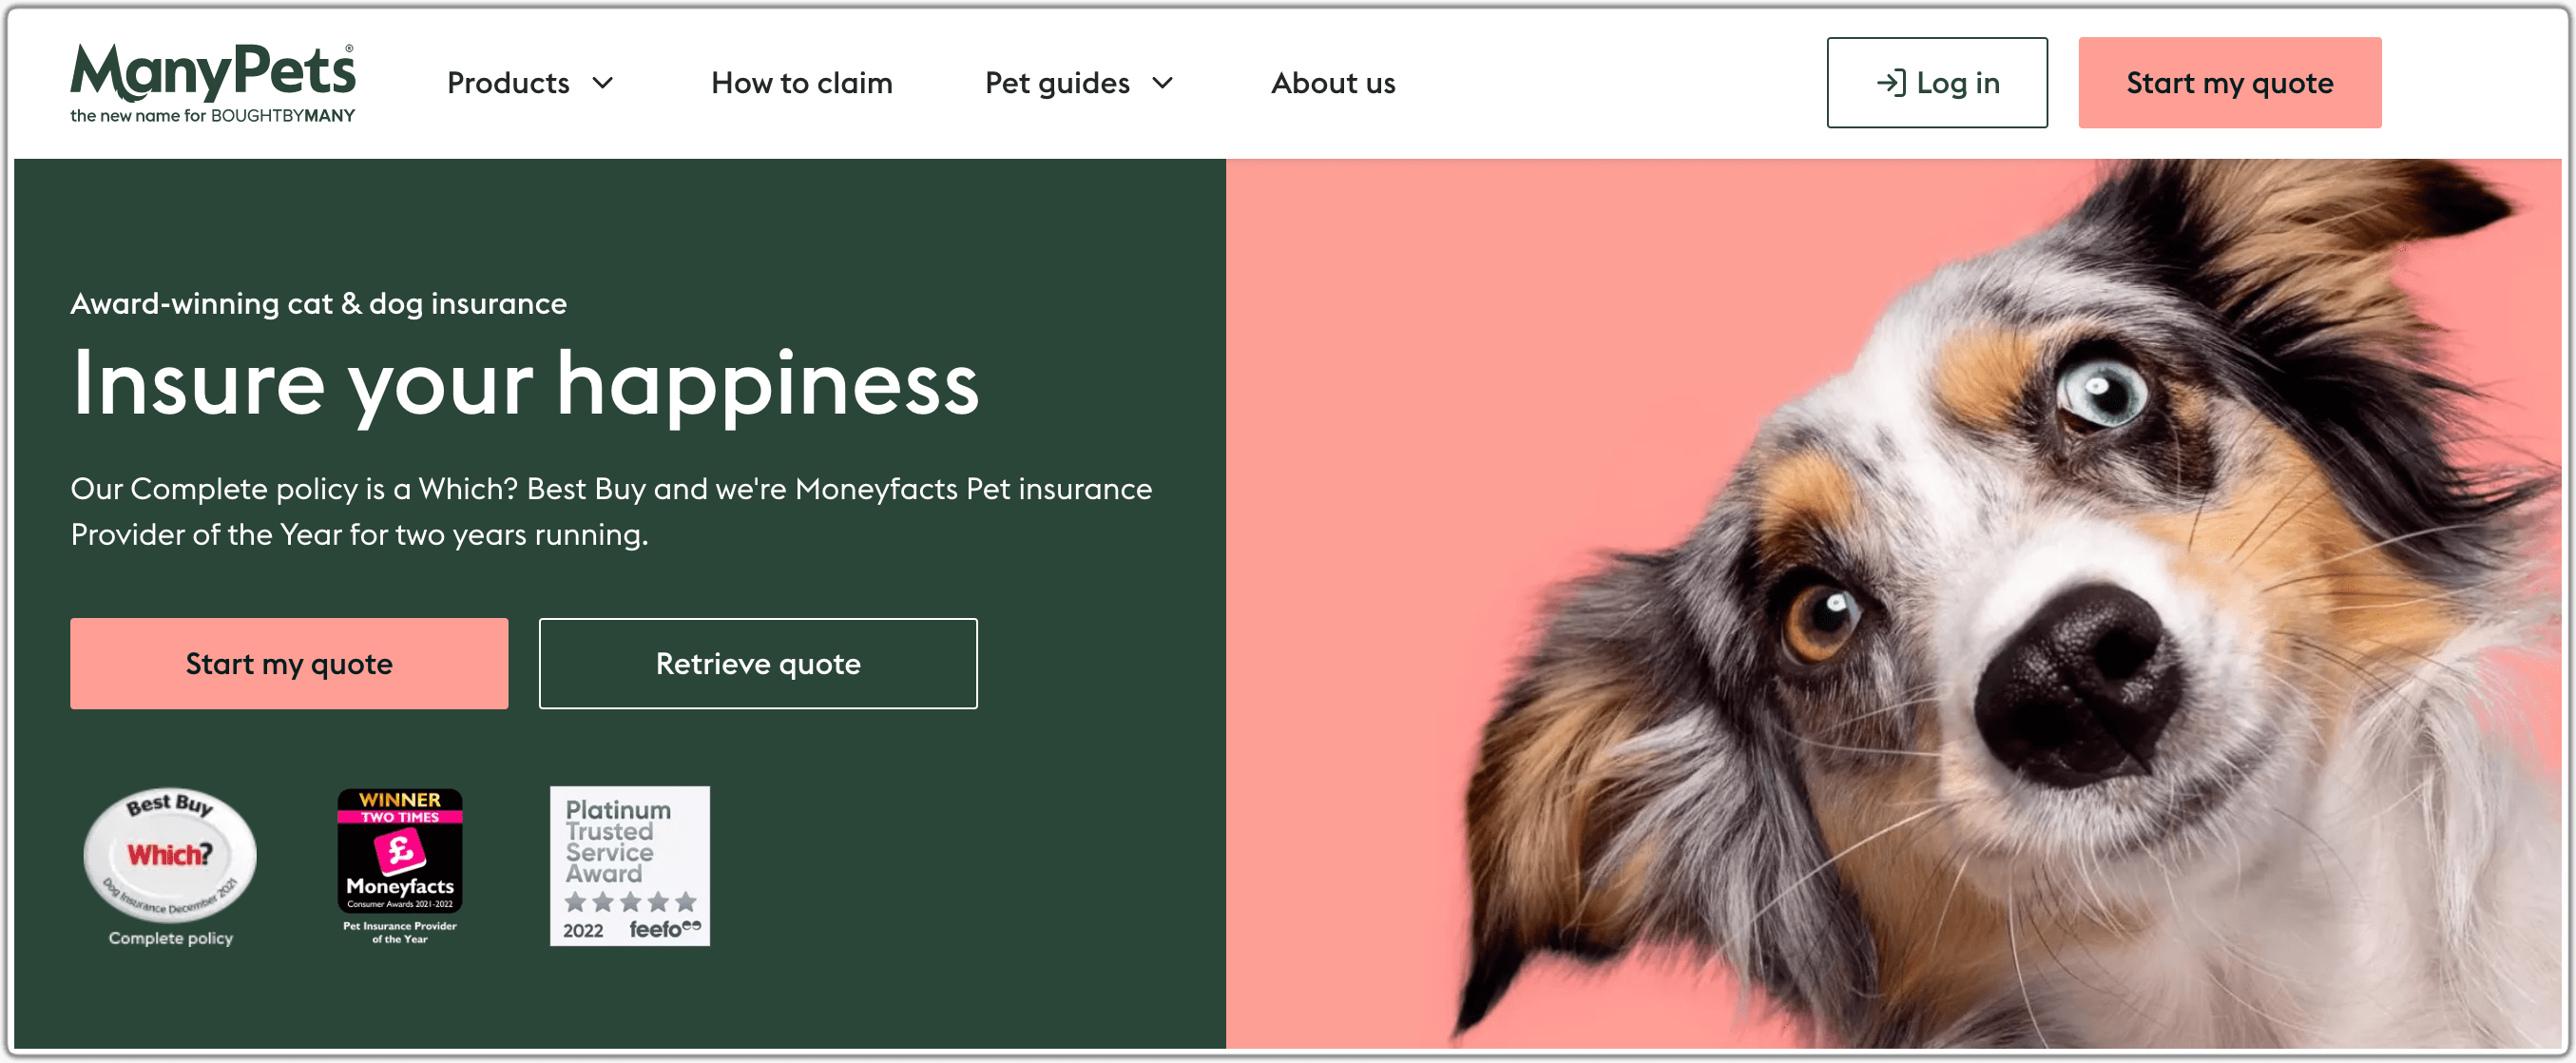 ManyPets®
the new name for BOUGHTBYMANY
Products
How to claim
Pet guides
About us
Log in
Start my quote
Award-winning cat & dog insurance
Insure your happiness
Our Complete policy is a Which? Best Buy and we're Moneyfacts Pet insurance
Provider of the Year for two years running.
Start my quote
Retrieve quote
Best Buy
Which?
Dog Insurance December 2021
Complete policy
WINNER
TWO TIMES
£
Moneyfacts
Consumer Awards 2021-2022
Pet Insurance Provider
of the Year
Platinum
Trusted
Service
Award
2022 feefo